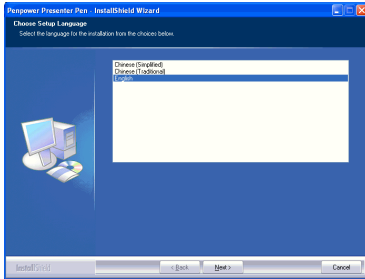 Penpower Presenter Pen - InstallShield Wizard
Choose Setup Language
Select the language for the installation from the choices below.
Chinese (Simplified)
Chinese (Traditional)
English
InstallShield
< Back
Next >
Cancel